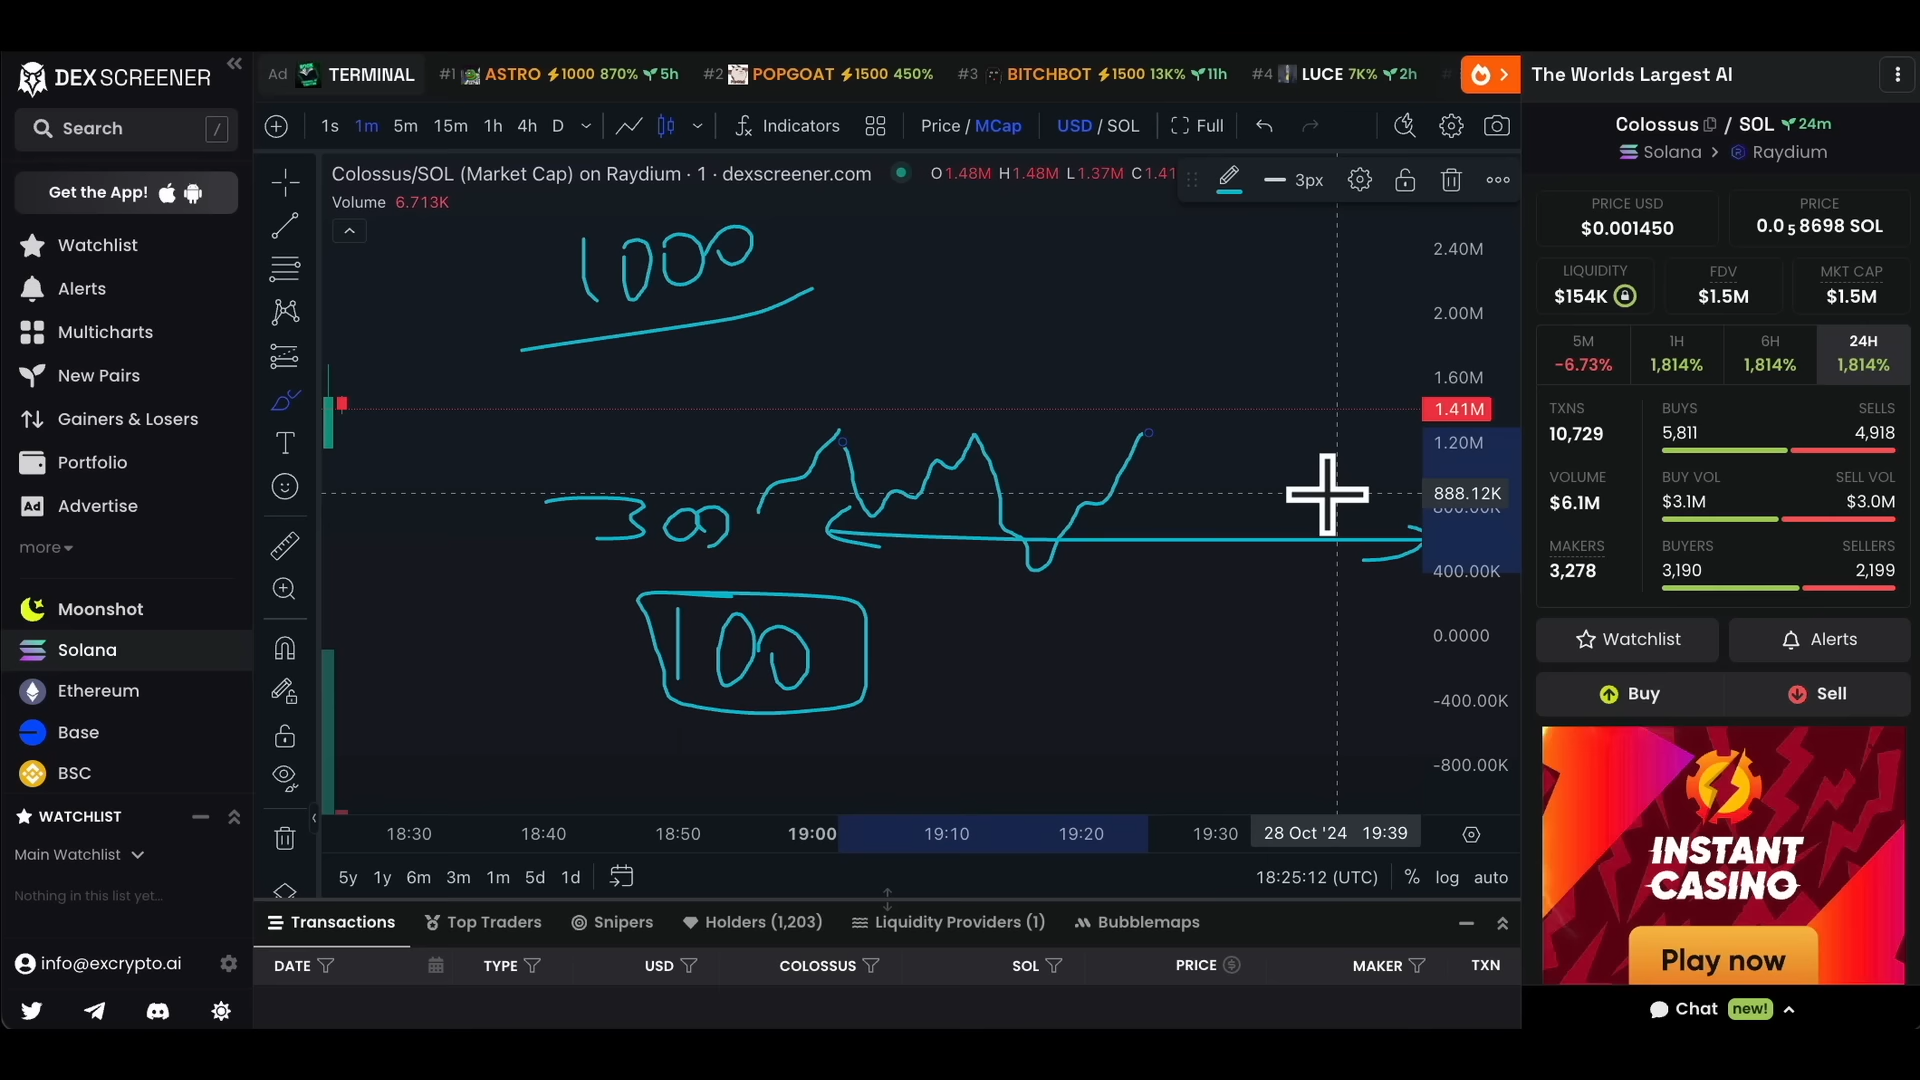 DEX SCREENER
Search /
Get the App!
Watchlist
Alerts
Multicharts
New Pairs
Gainers & Losers
Portfolio
Ad Advertise
more
Moonshot
Solana
Ethereum
Base
BSC
WATCHLIST
Main Watchlist
Nothing in this list yet...
info@excrypto.ai
Ad TERMINAL #1 ASTRO 1000 870% 5h #2 POPGOAT 1500 450% #3 BITCHBOT 1500 13K% 11h #4 LUCE 7K% 2h
1s 1m 5m 15m 1h 4h D Indicators Price / MCap USD / SOL Full
Colossus/SOL (Market Cap) on Raydium · 1 · dexscreener.com O1.48M H1.48M L1.37M C1.41
3px
Volume 6.713K
1000
300
100
2.40M
2.00M
1.60M
1.41M
1.20M
888.12K
800.00K
400.00K
0.0000
-400.00K
-800.00K
18:30 18:40 18:50 19:00 19:10 19:20 19:30 28 Oct '24 19:39
5y 1y 6m 3m 1m 5d 1d 18:25:12 (UTC) % log auto
Transactions Top Traders Snipers Holders (1,203) Liquidity Providers (1) Bubblemaps
DATE TYPE USD COLOSSUS SOL PRICE MAKER TXN
The Worlds Largest AI
Colossus / SOL 24m
Solana > Raydium
PRICE USD PRICE
$0.001450 0.0₅8698 SOL
LIQUIDITY FDV MKT CAP
$154K $1.5M $1.5M
5M 1H 6H 24H
-6.73% 1,814% 1,814% 1,814%
TXNS BUYS SELLS
10,729 5,811 4,918
VOLUME BUY VOL SELL VOL
$6.1M $3.1M $3.0M
MAKERS BUYERS SELLERS
3,278 3,190 2,199
Watchlist Alerts
Buy Sell
INSTANT
CASINO
Play now
Chat new!